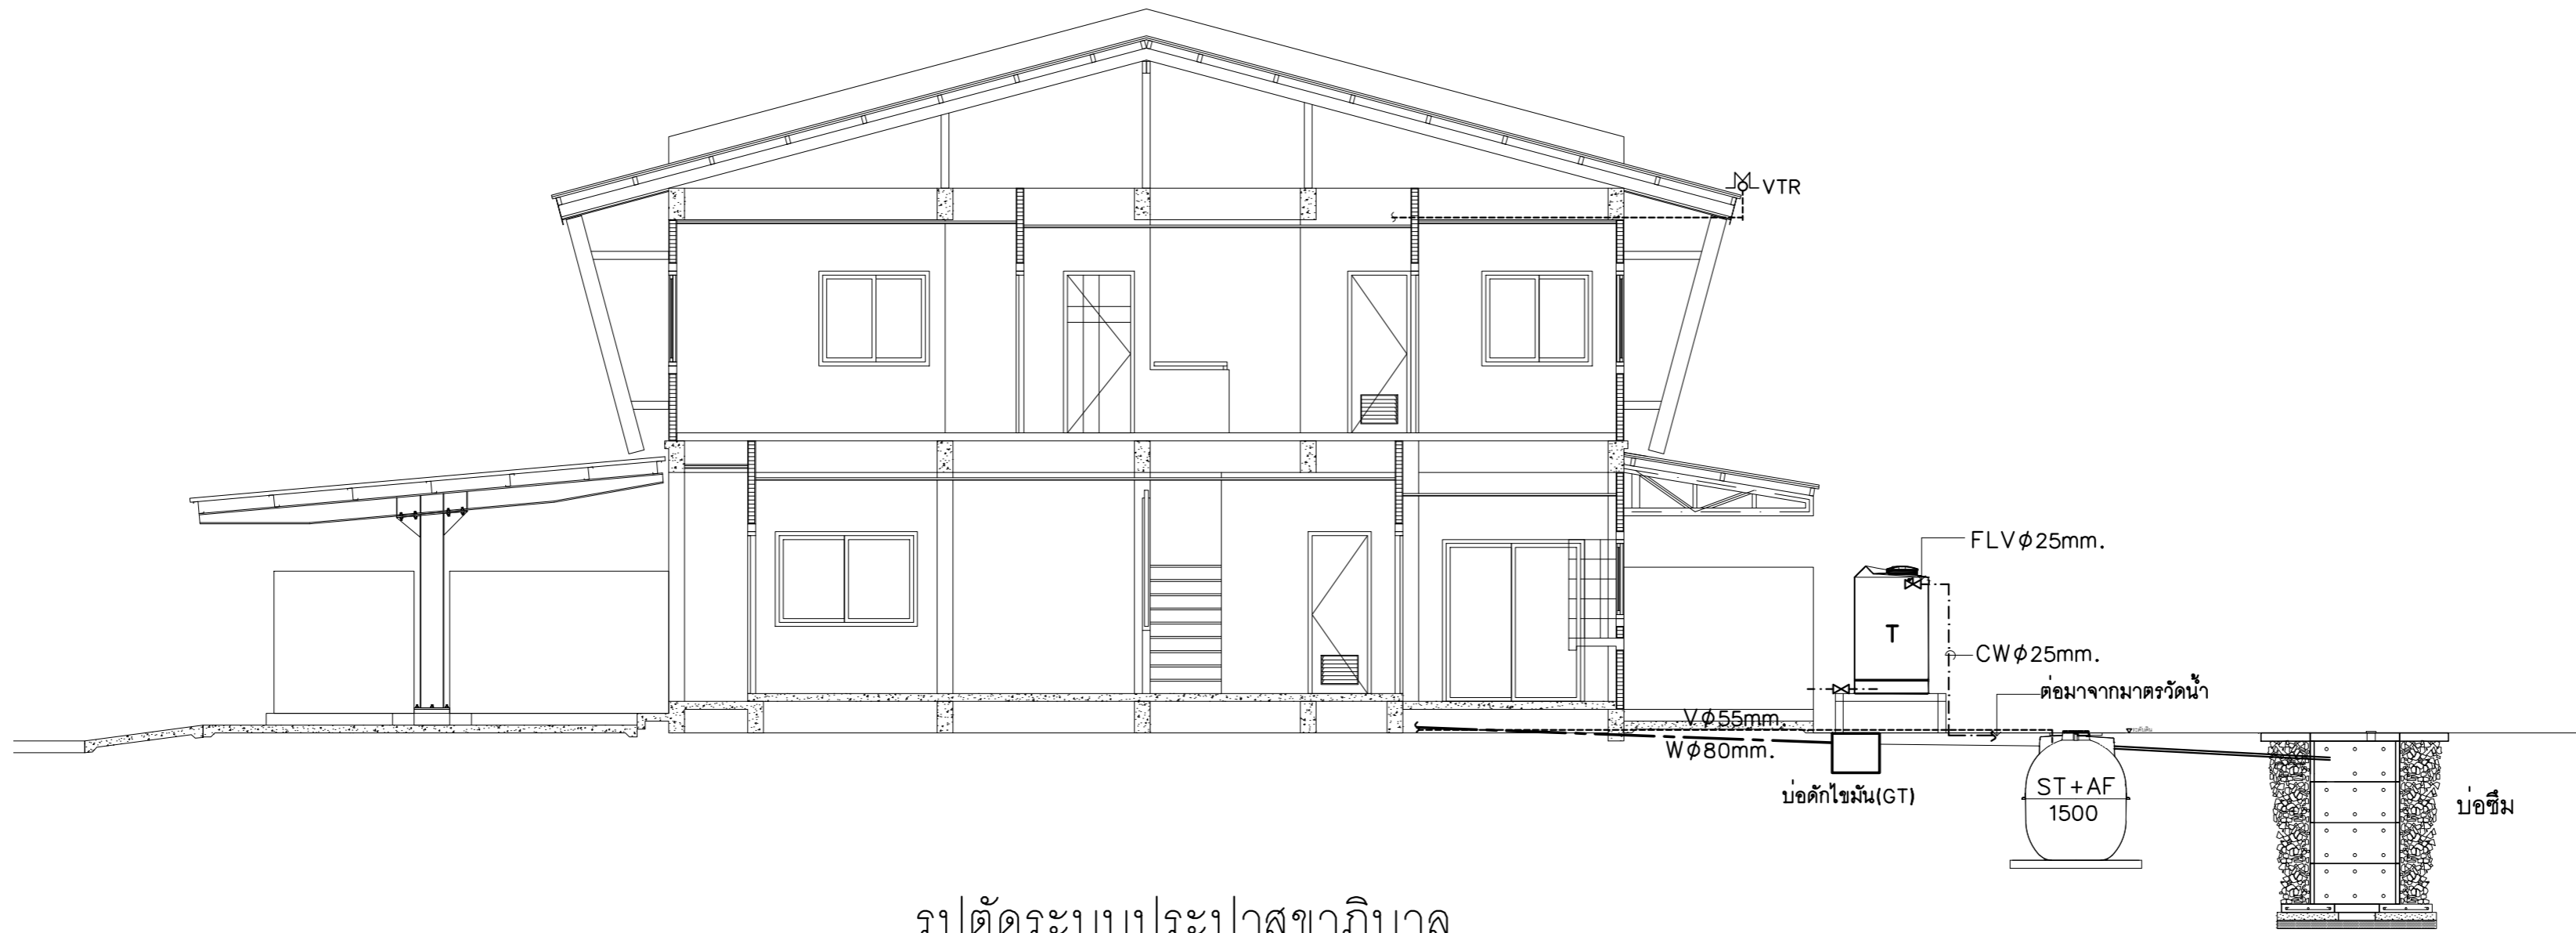 VTR
FLVφ25mm.
T
CWφ25mm.
ต่อมาจากมาตรวัดน้ำ
Vφ55mm.
Wφ80mm.
บ่อดักไขมัน(GT)
ST+AF
1500
บ่อซึม
รูปตัดระบบประปาสุขาภิบาล